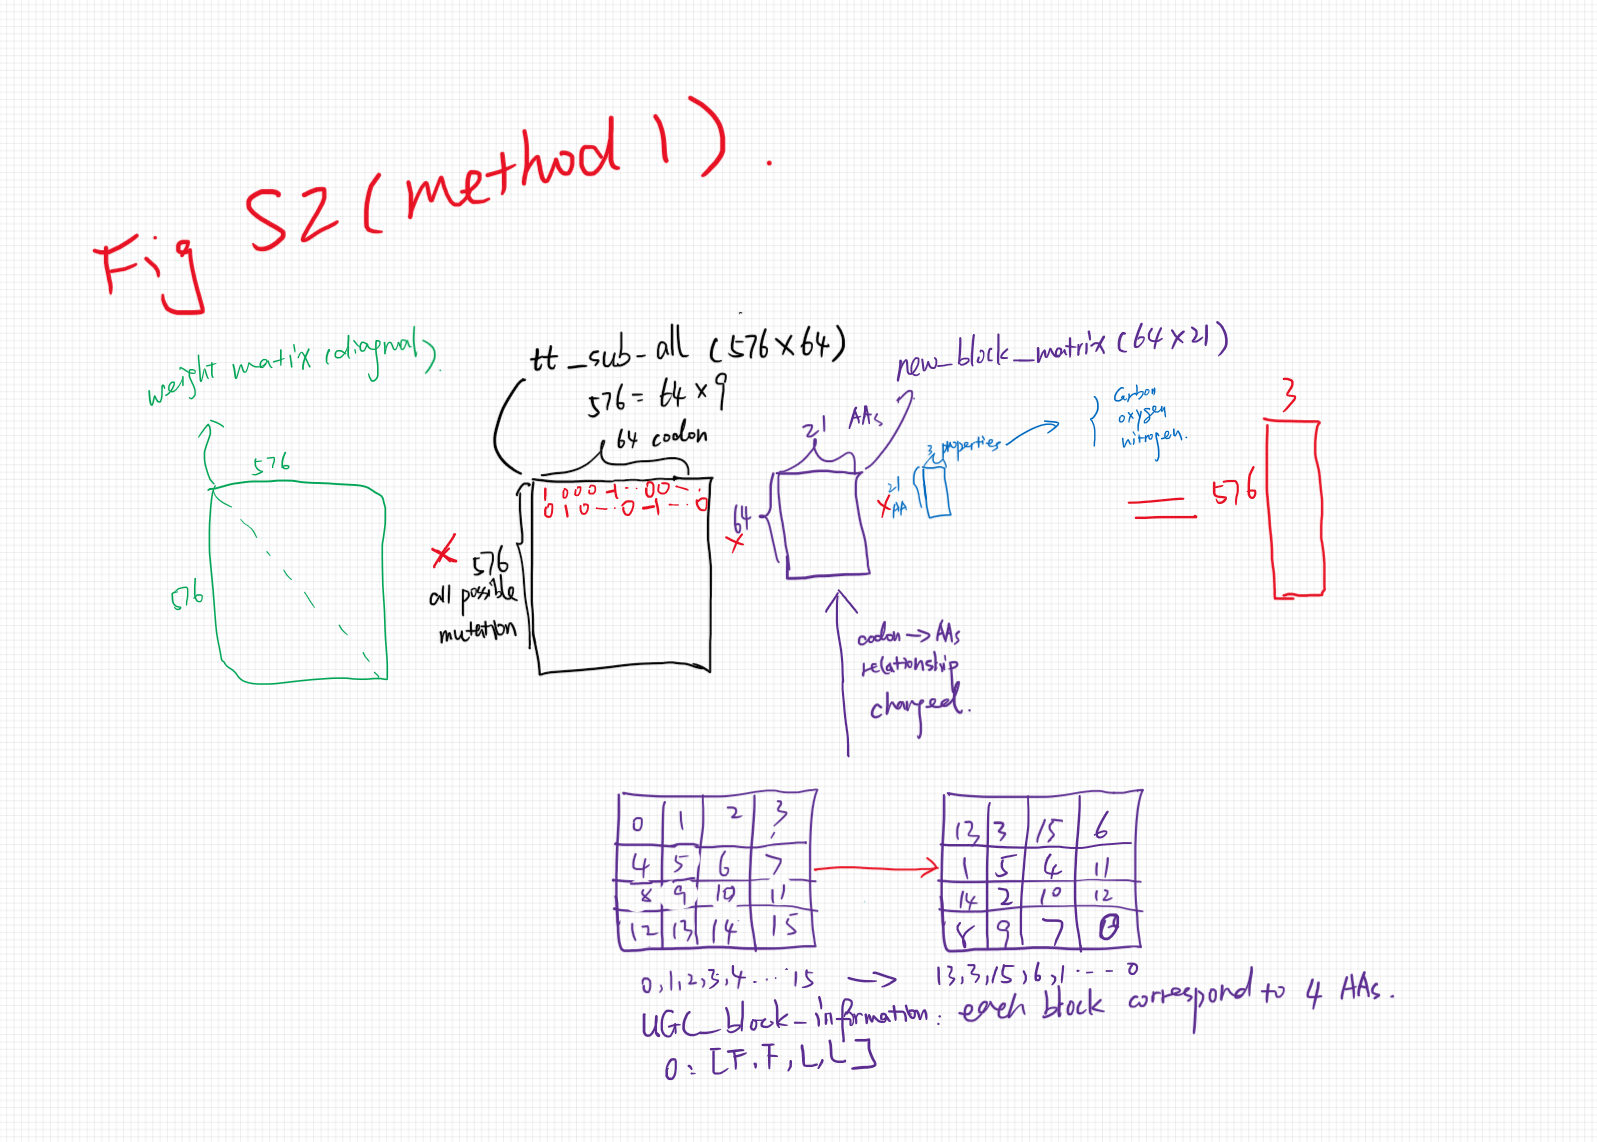 Fig S2 (method 1).
weight matix (diagnal).
576
576
tt_sub-all (576×64)
576 = 64 × 9
64 codon
1 0 0 0 -1 ·· 00 -- ·
0 1 0 -- ·0 -1 -- ·0
× 576
all possible
mutation
new_block_matrix (64×21)
21 AAs
64
×
3 properties
21
×AA
Carbon
oxygen
nitrogen.
3
= 576
codon → AAs
relationship
changed.
0 1 2 3
4 5 6 7
8 9 10 11
12 13 14 15
13 3 15 6
1 5 4 11
14 2 10 12
8 9 7 0
0,1,2,3,4 ···· 15 → 13,3,15,6,1 ---- 0
UGC_block_information: each block correspond to 4 AAs.
0: [F, F, L, L]